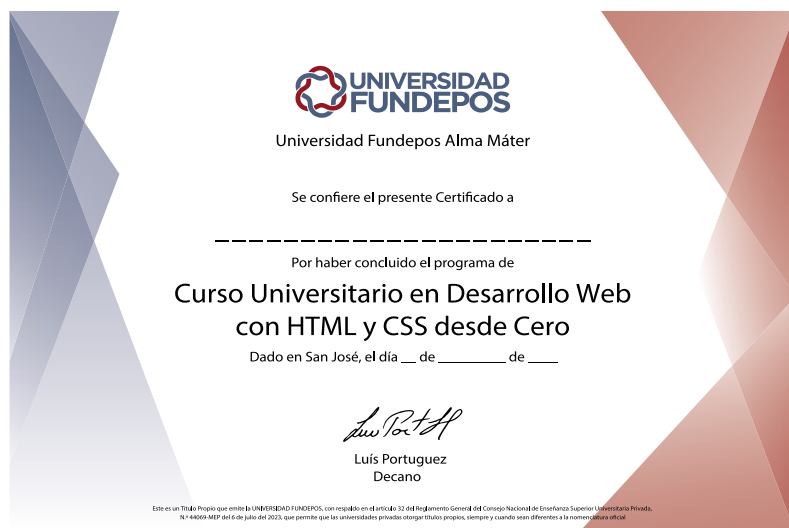 UNIVERSIDAD
FUNDEPOS
Universidad Fundepos Alma Máter
Se confiere el presente Certificado a
_ _ _ _ _ _ _ _ _ _ _ _ _ _ _ _ _ _ _ _ _ _
Por haber concluido el programa de
Curso Universitario en Desarrollo Web
con HTML y CSS desde Cero
Dado en San José, el día __ de _________ de ____
Luís Portuguez
Decano
Este es un Título Propio que emite la UNIVERSIDAD FUNDEPOS, con respaldo en el artículo 32 del Reglamento General del Consejo Nacional de Enseñanza Superior Universitaria Privada,
N.º 44069-MEP del 6 de julio del 2023, que permite que las universidades privadas otorgar títulos propios, siempre y cuando sean diferentes a la nomenclatura oficial